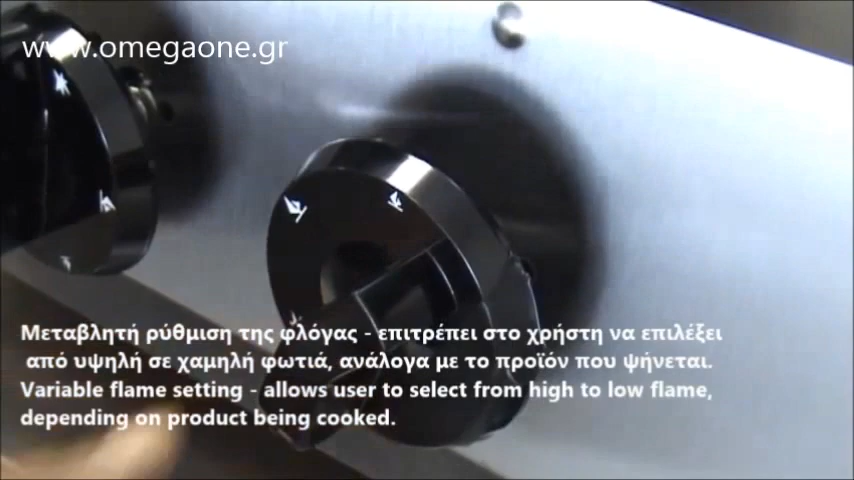 www.omegaone.gr
Μεταβλητή ρύθμιση της φλόγας - επιτρέπει στο χρήστη να επιλέξει
από υψηλή σε χαμηλή φωτιά, ανάλογα με το προϊόν που ψήνεται.
Variable flame setting - allows user to select from high to low flame,
depending on product being cooked.